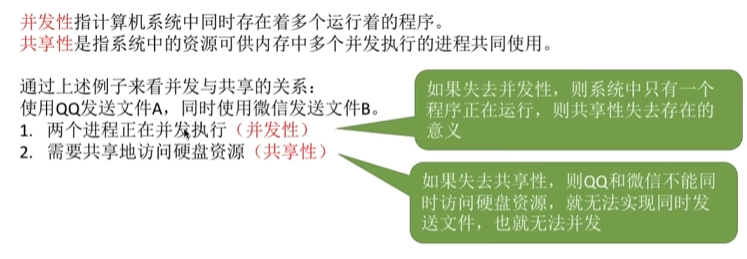 并发性指计算机系统中同时存在着多个运行着的程序。
共享性是指系统中的资源可供内存中多个并发执行的进程共同使用。
通过上述例子来看并发与共享的关系：
使用QQ发送文件A，同时使用微信发送文件B。
1. 两个进程正在并发执行（并发性）
2. 需要共享地访问硬盘资源（共享性）
如果失去并发性，则系统中只有一个
程序正在运行，则共享性失去存在的
意义
如果失去共享性，则QQ和微信不能同
时访问硬盘资源，就无法实现同时发
送文件，也就无法并发